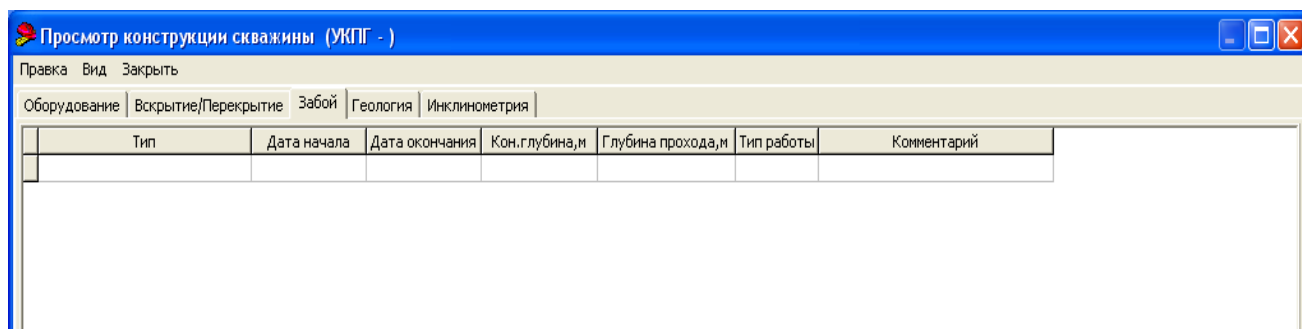 Просмотр конструкции скважины (УКПГ - )
Правка Вид Закрыть
Оборудование Вскрытие/Перекрытие Забой Геология Инклинометрия
Тип Дата начала Дата окончания Кон.глубина,м Глубина прохода,м Тип работы Комментарий